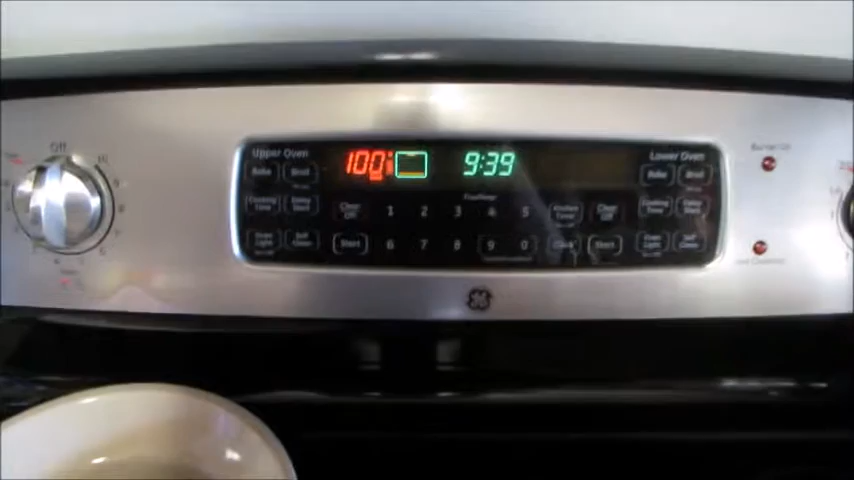 Off
Hi
Upper Oven
Bake Broil
Cooking Time Delay Start
Oven Light Self Clean
100°
9:39
Clear Off
Start
1 2 3 4 5
6 7 8 9 0
Kitchen Timer
Clock
Clear Off
Start
Lower Oven
Bake Broil
Cooking Time Delay Start
Oven Light Self Clean
Lo